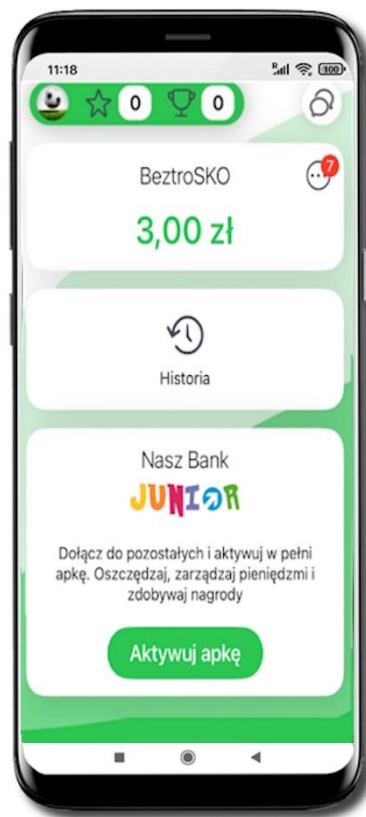 11:18
R
100
0
0
BeztroSKO
7
3,00 zł
Historia
Nasz Bank
JUNIOR
Dołącz do pozostałych i aktywuj w pełni
apkę. Oszczędzaj, zarządzaj pieniędzmi i
zdobywaj nagrody
Aktywuj apkę